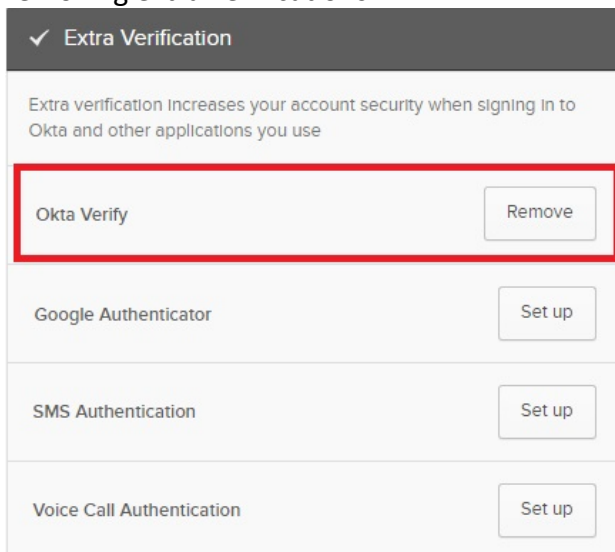 ✓ Extra Verification
Extra verification increases your account security when signing in to
Okta and other applications you use
Okta Verify
Remove
Google Authenticator
Set up
SMS Authentication
Set up
Voice Call Authentication
Set up